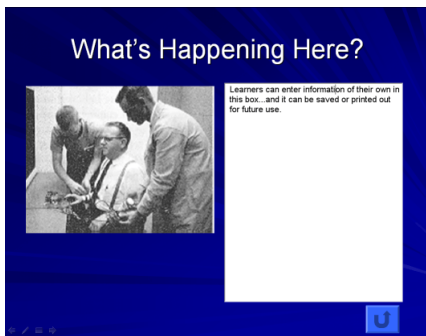 What's Happening Here?
Learners can enter information of their own in
this box...and it can be saved or printed out
for future use.